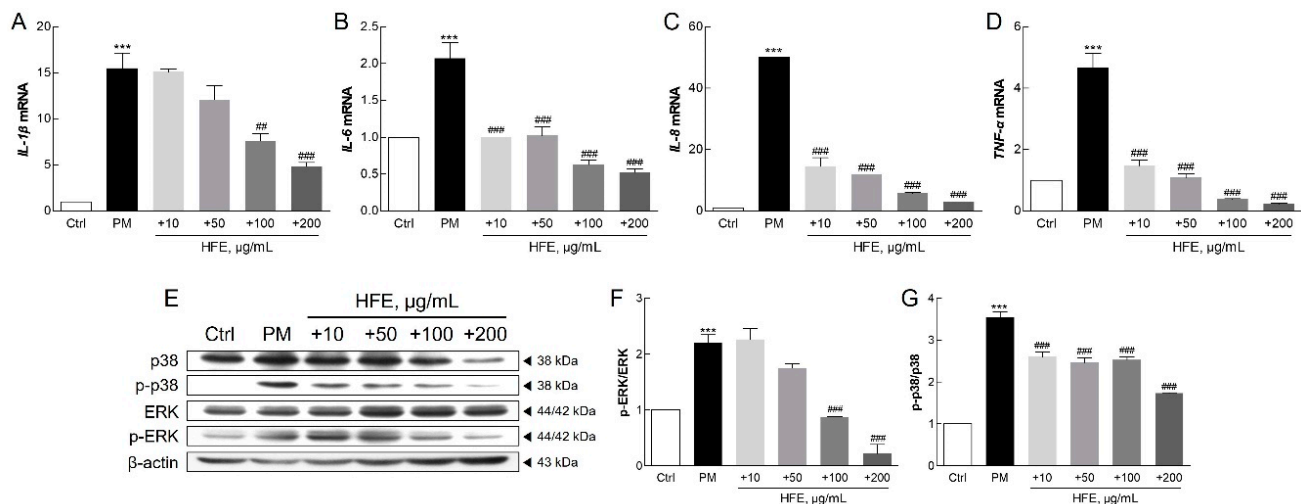 A
IL-1β mRNA
20
15
10
5
0
***
##
###
Ctrl
PM
+10
+50
+100
+200
HFE, µg/mL
B
IL-6 mRNA
2.5
2.0
1.5
1.0
0.5
0.0
***
###
###
###
###
Ctrl
PM
+10
+50
+100
+200
HFE, µg/mL
C
IL-8 mRNA
60
40
20
0
***
###
###
###
###
Ctrl
PM
+10
+50
+100
+200
HFE, µg/mL
D
TNF-α mRNA
6
4
2
0
***
###
###
###
###
Ctrl
PM
+10
+50
+100
+200
HFE, µg/mL
E
HFE, µg/mL
Ctrl PM +10 +50 +100 +200
p38 ◄ 38 kDa
p-p38 ◄ 38 kDa
ERK ◄ 44/42 kDa
p-ERK ◄ 44/42 kDa
β-actin ◄ 43 kDa
F
p-ERK/ERK
3
2
1
0
***
###
###
Ctrl
PM
+10
+50
+100
+200
HFE, µg/mL
G
p-p38/p38
4
3
2
1
0
***
###
###
###
###
Ctrl
PM
+10
+50
+100
+200
HFE, µg/mL